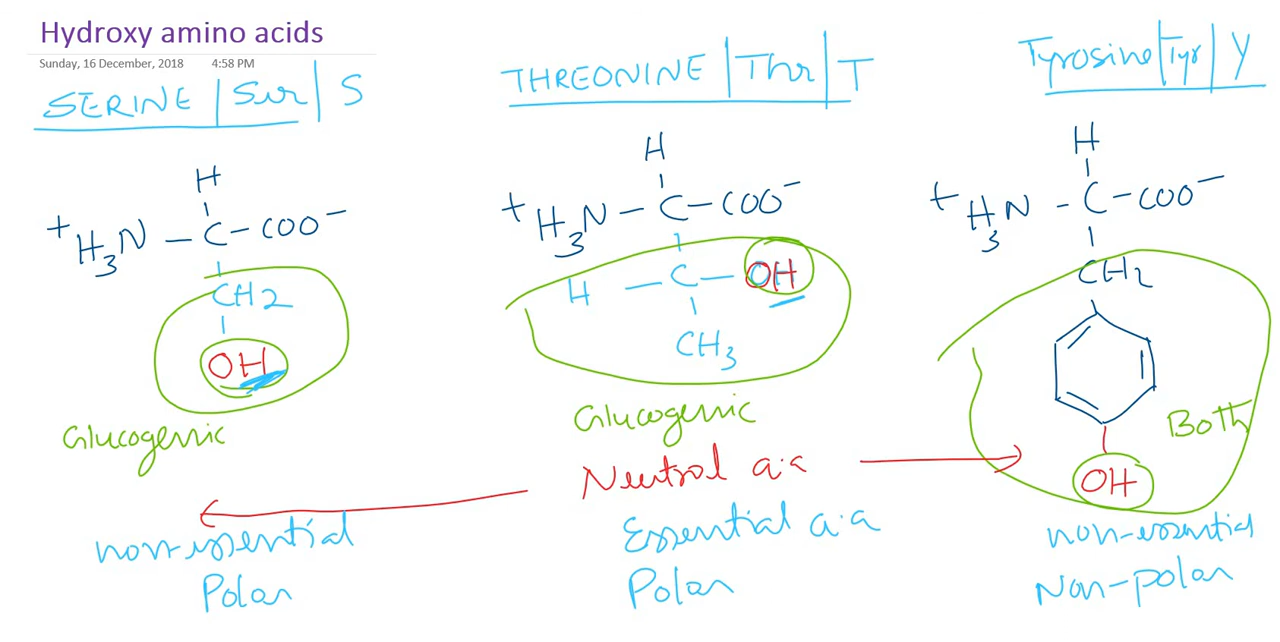 Hydroxy amino acids
Sunday, 16 December, 2018 4:58 PM
SERINE | Ser | S
THREONINE | Thr | T
Tyrosine | Tyr | Y
H
+H3N – C – COO−
CH2
OH
Glucogenic
non-essential
Polar
H
+H3N – C – COO−
H – C – OH
CH3
Glucogenic
Neutral a.a
Essential a.a
Polar
H
+H3N – C – COO−
CH2
OH
Both
non-essential
Non-polar